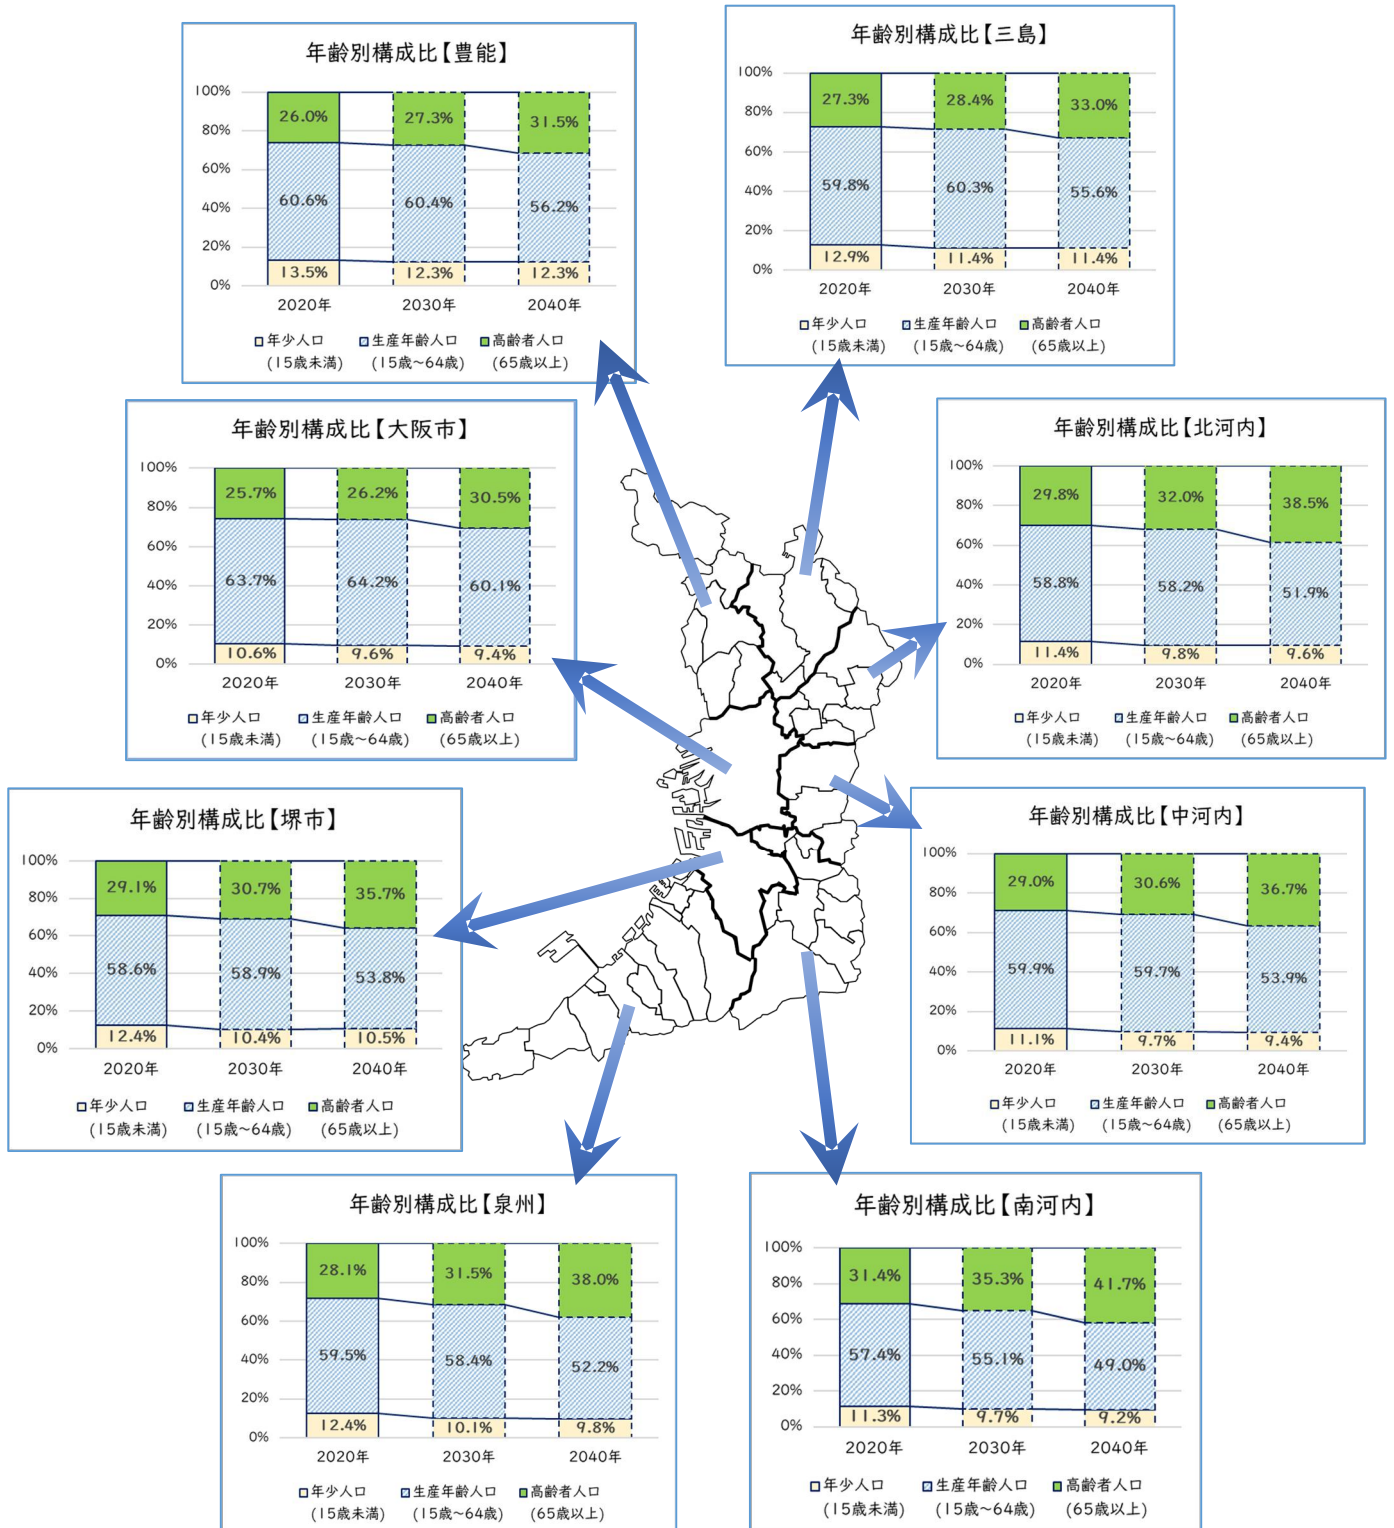 年齢別構成比【豊能】
100%
80%
60%
40%
20%
0%
26.0% 27.3% 31.5%
60.6% 60.4% 56.2%
13.5% 12.3% 12.3%
2020年 2030年 2040年
年少人口 生産年齢人口 高齢者人口
(15歳未満) (15歳～64歳) (65歳以上)
年齢別構成比【三島】
100%
80%
60%
40%
20%
0%
27.3% 28.4% 33.0%
59.8% 60.3% 55.6%
12.9% 11.4% 11.4%
2020年 2030年 2040年
年少人口 生産年齢人口 高齢者人口
(15歳未満) (15歳～64歳) (65歳以上)
年齢別構成比【大阪市】
100%
80%
60%
40%
20%
0%
25.7% 26.2% 30.5%
63.7% 64.2% 60.1%
10.6% 9.6% 9.4%
2020年 2030年 2040年
年少人口 生産年齢人口 高齢者人口
(15歳未満) (15歳～64歳) (65歳以上)
年齢別構成比【北河内】
100%
80%
60%
40%
20%
0%
29.8% 32.0% 38.5%
58.8% 58.2% 51.9%
11.4% 9.8% 9.6%
2020年 2030年 2040年
年少人口 生産年齢人口 高齢者人口
(15歳未満) (15歳～64歳) (65歳以上)
年齢別構成比【堺市】
100%
80%
60%
40%
20%
0%
29.1% 30.7% 35.7%
58.6% 58.9% 53.8%
12.4% 10.4% 10.5%
2020年 2030年 2040年
年少人口 生産年齢人口 高齢者人口
(15歳未満) (15歳～64歳) (65歳以上)
年齢別構成比【中河内】
100%
80%
60%
40%
20%
0%
29.0% 30.6% 36.7%
59.9% 59.7% 53.9%
11.1% 9.7% 9.4%
2020年 2030年 2040年
年少人口 生産年齢人口 高齢者人口
(15歳未満) (15歳～64歳) (65歳以上)
年齢別構成比【泉州】
100%
80%
60%
40%
20%
0%
28.1% 31.5% 38.0%
59.5% 58.4% 52.2%
12.4% 10.1% 9.8%
2020年 2030年 2040年
年少人口 生産年齢人口 高齢者人口
(15歳未満) (15歳～64歳) (65歳以上)
年齢別構成比【南河内】
100%
80%
60%
40%
20%
0%
31.4% 35.3% 41.7%
57.4% 55.1% 49.0%
11.3% 9.7% 9.2%
2020年 2030年 2040年
年少人口 生産年齢人口 高齢者人口
(15歳未満) (15歳～64歳) (65歳以上)